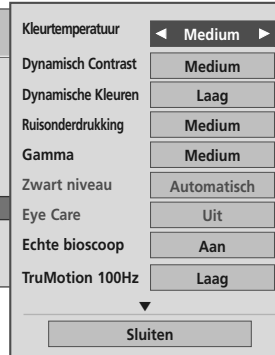 Kleurtemperatuur ◄ Medium ►
Dynamisch Contrast Medium
Dynamische Kleuren Laag
Ruisonderdrukking Medium
Gamma Medium
Zwart niveau Automatisch
Eye Care Uit
Echte bioscoop Aan
TruMotion 100Hz Laag
▼
Sluiten